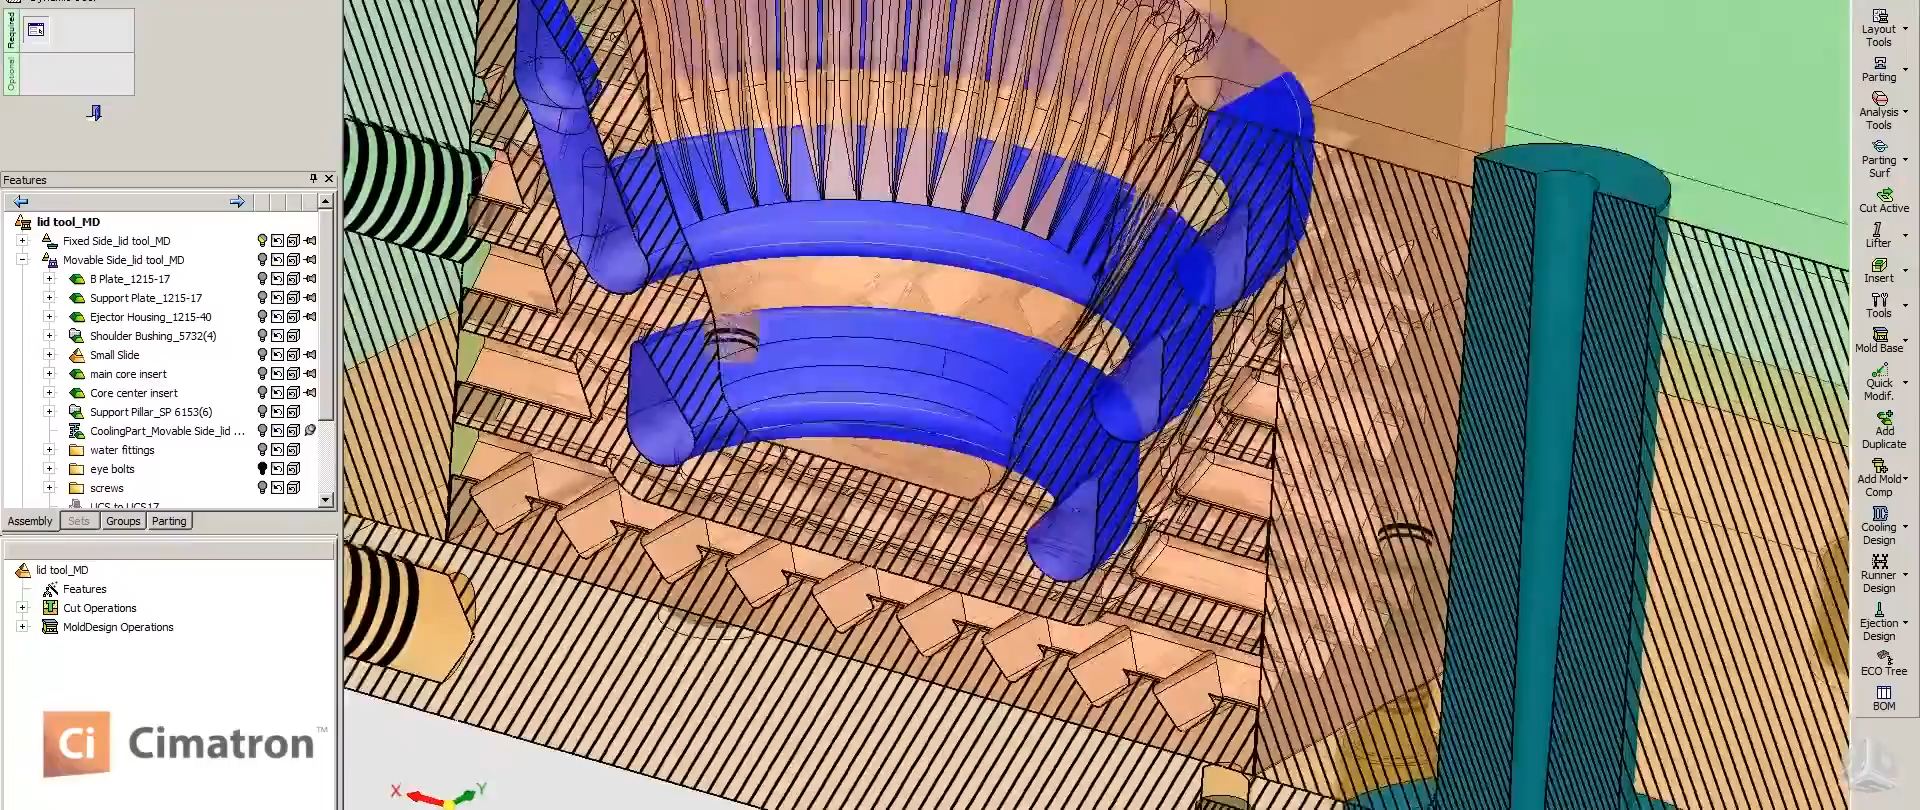 Required
Optional
Features
lid tool_MD
Fixed Side_lid tool_MD
Movable Side_lid tool_MD
B Plate_1215-17
Support Plate_1215-17
Ejector Housing_1215-40
Shoulder Bushing_5732(4)
Small Slide
main core insert
Core center insert
Support Pillar_SP 6153(6)
CoolingPart_Movable Side_lid ...
water fittings
eye bolts
screws
UCS to UCS17
Assembly
Sets
Groups
Parting
lid tool_MD
Features
Cut Operations
MoldDesign Operations
Ci Cimatron™
X
Y
Layout
Tools
Parting
Analysis
Tools
Parting
Surf
Cut Active
Lifter
Insert
Tools
Mold Base
Quick
Modif.
Add
Duplicate
Add Mold
Comp
Cooling
Design
Runner
Design
Ejection
Design
ECO Tree
BOM